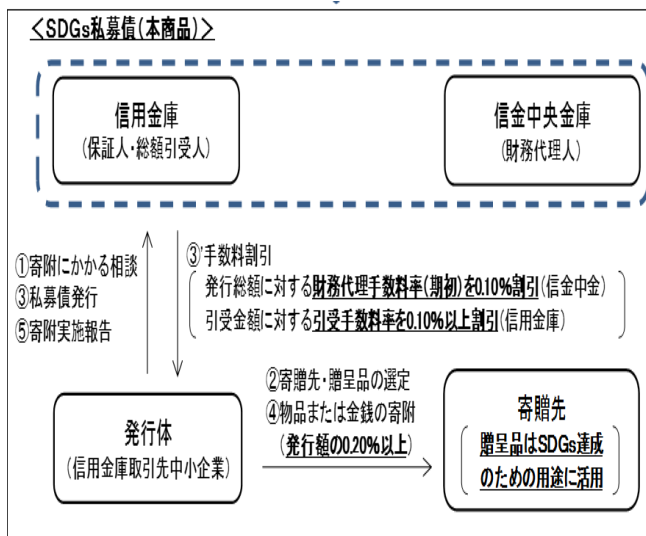 <SDGs私募債(本商品)>
信用金庫
(保証人・総額引受人)
信金中央金庫
(財務代理人)
①寄附にかかる相談
③私募債発行
⑤寄附実施報告
③'手数料割引
発行総額に対する財務代理手数料率(期初)を0.10%割引(信金中金)
引受金額に対する引受手数料率を0.10%以上割引(信用金庫)
②寄贈先・贈呈品の選定
④物品または金銭の寄附
(発行額の0.20%以上)
発行体
(信用金庫取引先中小企業)
寄贈先
贈呈品はSDGs達成
のための用途に活用